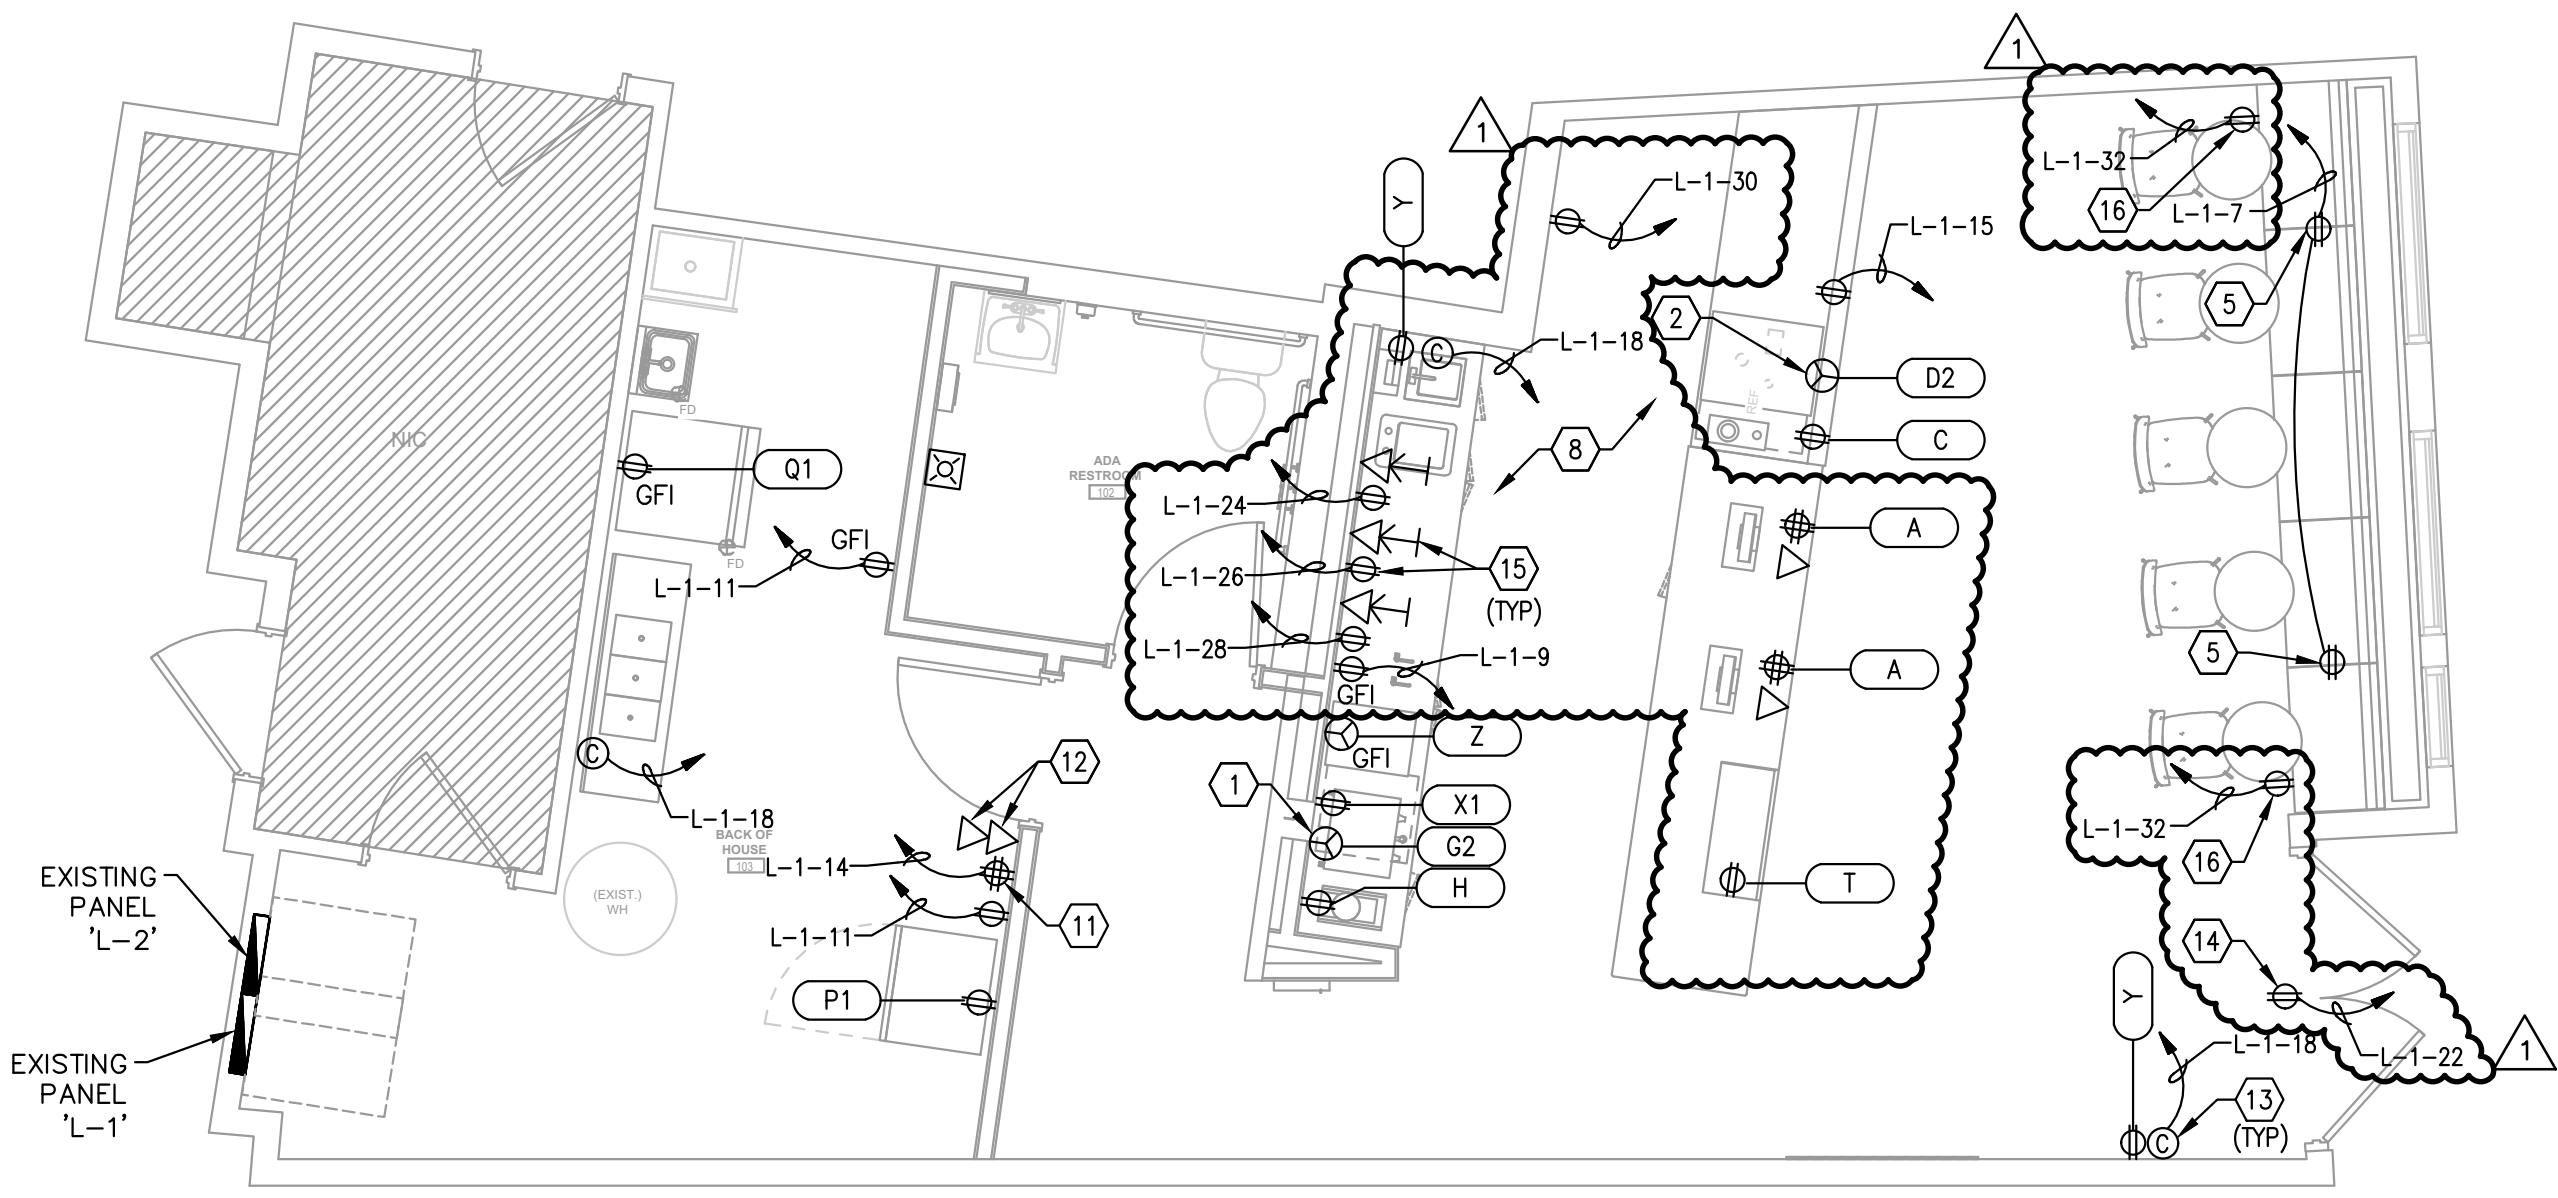 1
1
L-1-32
16
L-1-7
L-1-30
Y
L-1-15
5
2
L-1-18
C
D2
REF
C
8
FD
NIC
Q1
GFI
ADA
RESTROOM
102
L-1-24
A
GFI
L-1-11
FD
L-1-26
15
(TYP)
L-1-28
L-1-9
GFI
A
5
Z
GFI
C
12
L-1-18
BACK OF
HOUSE
103
L-1-14
1
X1
G2
H
T
L-1-32
16
EXISTING
PANEL
'L-2'
(EXIST.)
WH
L-1-11
11
14
P1
Y
L-1-18
L-1-22
1
EXISTING
PANEL
'L-1'
C
13
(TYP)